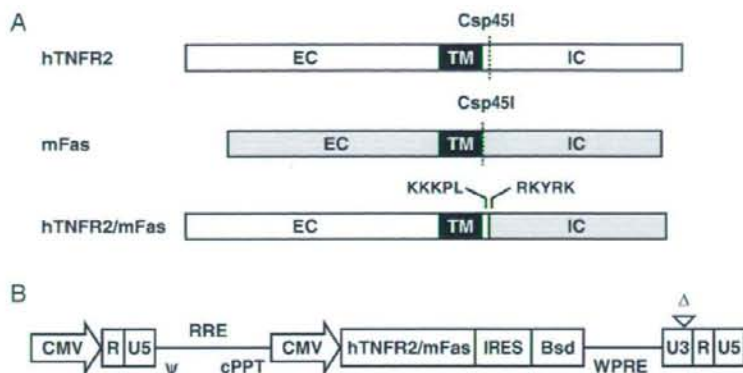 A
Csp45I
hTNFR2 EC TM IC
Csp45I
mFas EC TM IC
KKKPL RKYRK
hTNFR2/mFas EC TM IC
B
Δ
CMV R U5 RRE CMV hTNFR2/mFas IRES Bsd U3 R U5
ψ cPPT WPRE